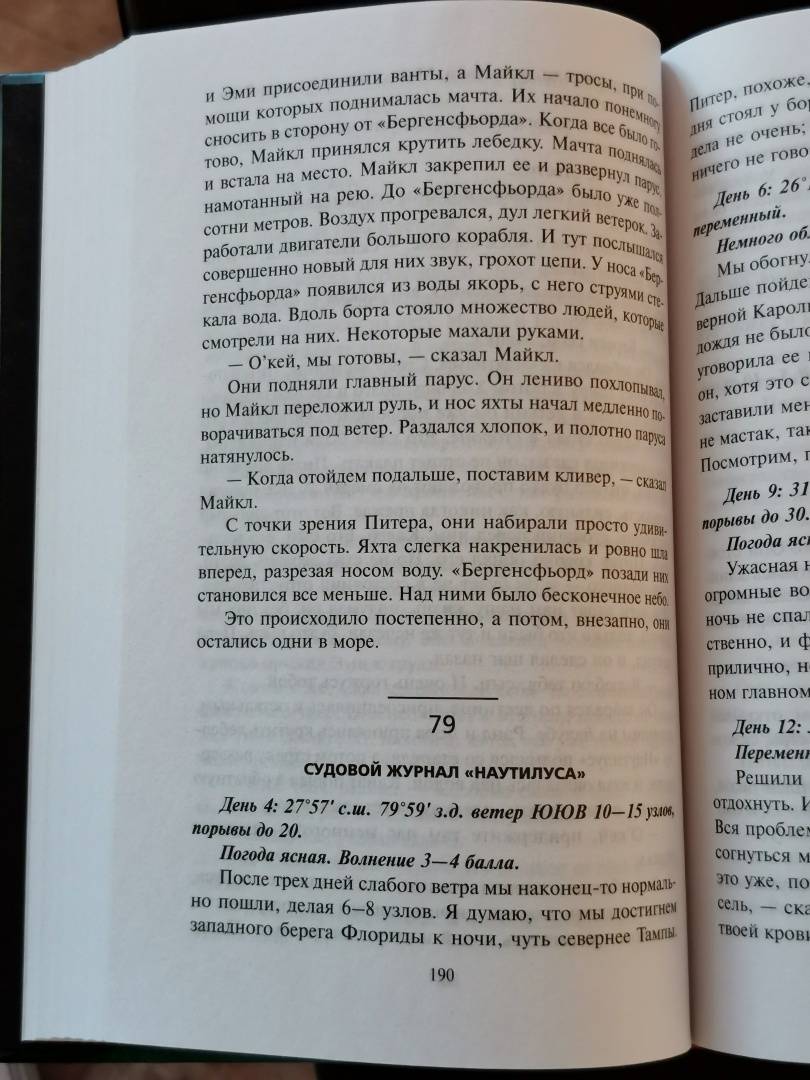 и Эми присоединили ванты, а Майкл — тросы, при по-
мощи которых поднималась мачта. Их начало понемногу
сносить в сторону от «Бергенсфьорда». Когда все было го-
тово, Майкл принялся крутить лебедку. Мачта поднялась
и встала на место. Майкл закрепил ее и развернул парус,
намотанный на рею. До «Бергенсфьорда» было уже пол-
сотни метров. Воздух прогревался, дул легкий ветерок. За-
работали двигатели большого корабля. И тут послышался
совершенно новый для них звук, грохот цепи. У носа «Бер-
генсфьорда» появился из воды якорь, с него струями сте-
кала вода. Вдоль борта стояло множество людей, которые
смотрели на них. Некоторые махали руками.
— О'кей, мы готовы, — сказал Майкл.
Они подняли главный парус. Он лениво похлопывал,
но Майкл переложил руль, и нос яхты начал медленно по-
ворачиваться под ветер. Раздался хлопок, и полотно паруса
натянулось.
— Когда отойдем подальше, поставим кливер, — сказал
Майкл.
С точки зрения Питера, они набирали просто удиви-
тельную скорость. Яхта слегка накренилась и ровно шла
вперед, разрезая носом воду. «Бергенсфьорд» позади них
становился все меньше. Над ними было бесконечное небо.
Это происходило постепенно, а потом, внезапно, они
остались одни в море.
79
СУДОВОЙ ЖУРНАЛ «НАУТИЛУСА»
День 4: 27°57' с.ш. 79°59' з.д. ветер ЮЮВ 10—15 узлов,
порывы до 20.
Погода ясная. Волнение 3—4 балла.
После трех дней слабого ветра мы наконец-то нормаль-
но пошли, делая 6—8 узлов. Я думаю, что мы достигнем
западного берега Флориды к ночи, чуть севернее Тампы.
190
Питер, похоже,
дня стоял у бор
дела не очень;
ничего не гово
День 6: 26°
переменный.
Немного обл
Мы обогнул
Дальше пойде
верной Кароли
дождя не было
уговорила ее
он, хотя это с
заставили мен
не мастак, так
Посмотрим, п
День 9: 31
порывы до 30.
Погода ясн
Ужасная н
огромные во
ночь не спал
ственно, и ф
прилично, н
ном главном
День 12:
Переменн
Решили
отдохнуть. И
Вся проблем
согнуться м
это уже, по
сель, — ска
твоей крови